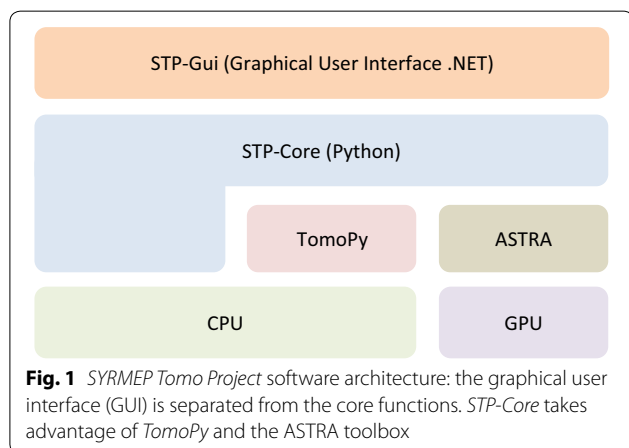 STP-Gui (Graphical User Interface .NET)
STP-Core (Python)
TomoPy
ASTRA
CPU
GPU
Fig. 1 SYRMEP Tomo Project software architecture: the graphical user
interface (GUI) is separated from the core functions. STP-Core takes
advantage of TomoPy and the ASTRA toolbox